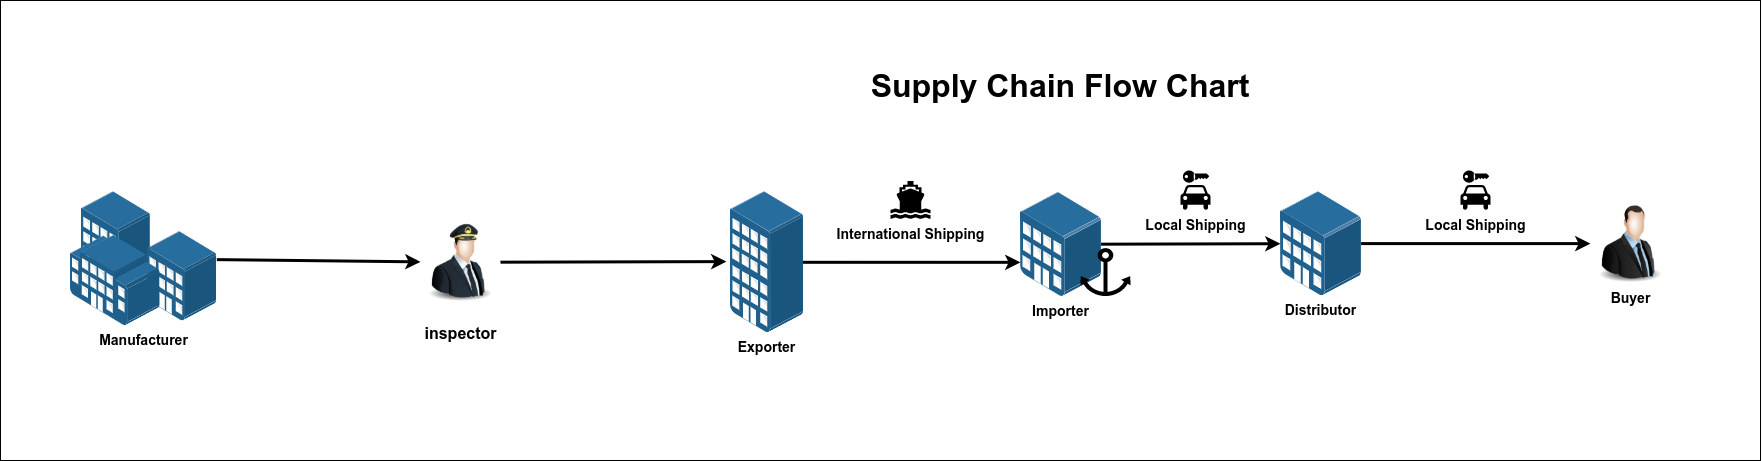 Supply Chain Flow Chart
International Shipping
Local Shipping
Local Shipping
Manufacturer
inspector
Exporter
Importer
Distributor
Buyer